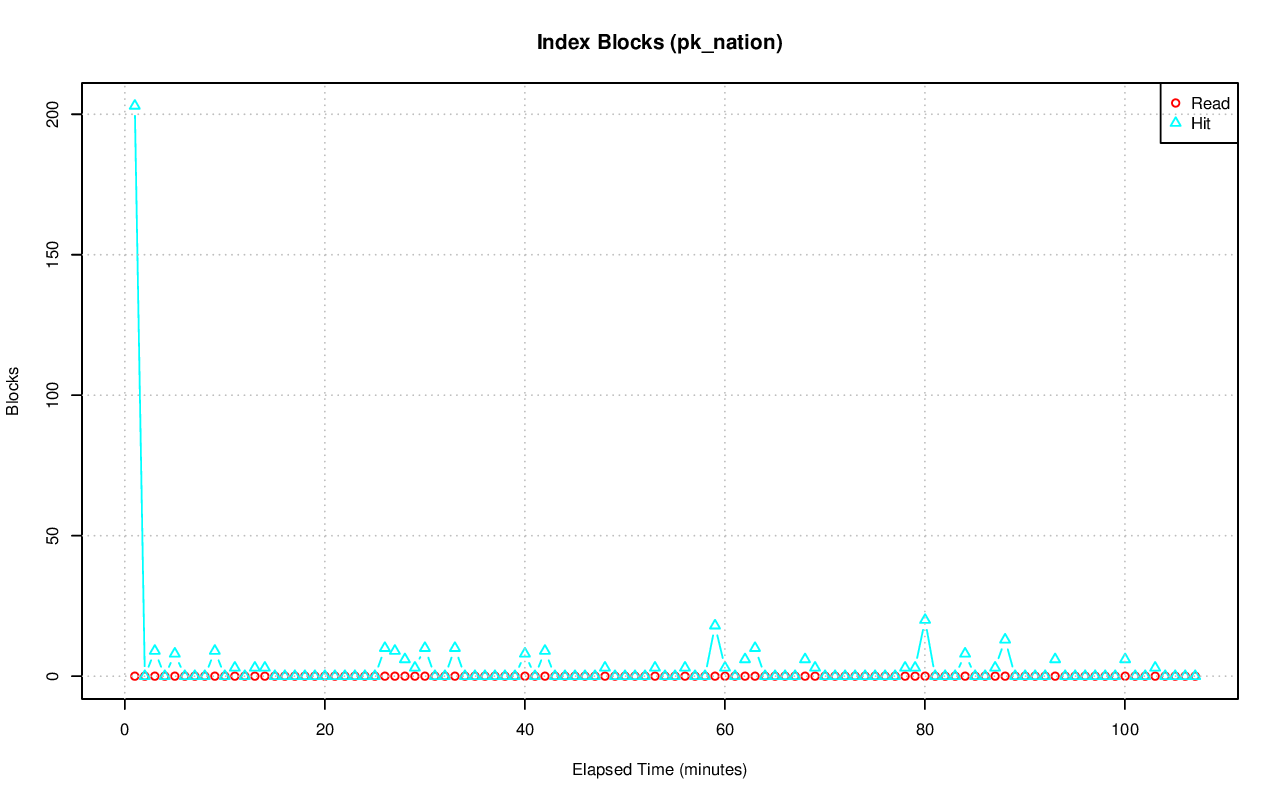 Index Blocks (pk_nation)
Read
Hit
200
150
100
50
0
Blocks
0 20 40 60 80 100
Elapsed Time (minutes)